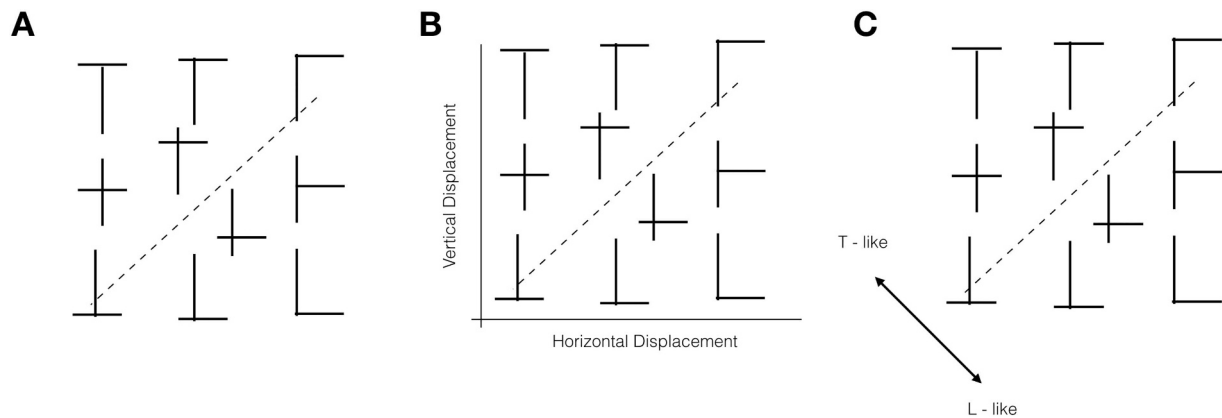 A
B
C
Vertical Displacement
Horizontal Displacement
T - like
L - like